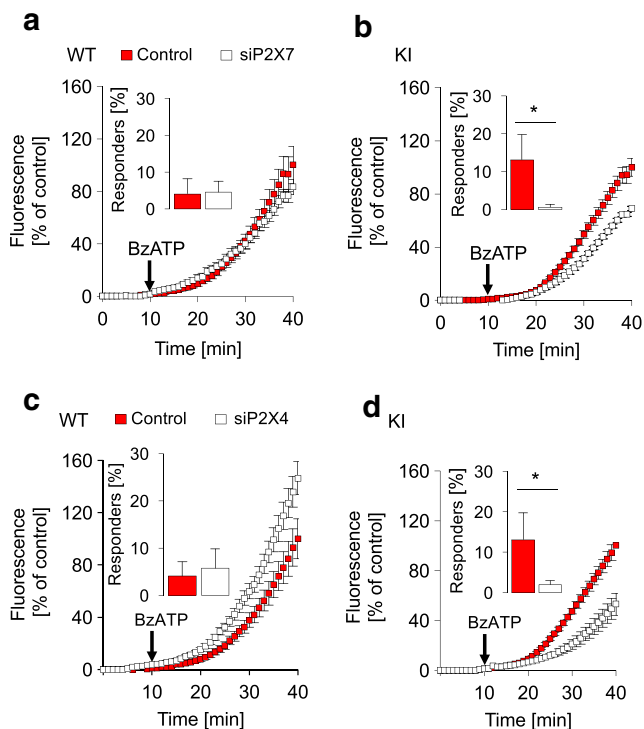 a
WT Control siP2X7
160
120
80
40
0
Fluorescence
[% of control]
30
20
10
0
Responders [%]
BzATP
0 10 20 30 40
Time [min]
b
KI
160
120
80
40
0
Fluorescence
[% of control]
30
20
10
0
Responders [%]
*
BzATP
0 10 20 30 40
Time [min]
c
WT Control siP2X4
160
120
80
40
0
Fluorescence
[% of control]
30
20
10
0
Responders [%]
BzATP
10 20 30 40
Time [min]
d
KI
160
120
80
40
0
Fluorescence
[% of control]
30
20
10
0
Responders [%]
*
BzATP
0 10 20 30 40
Time [min]